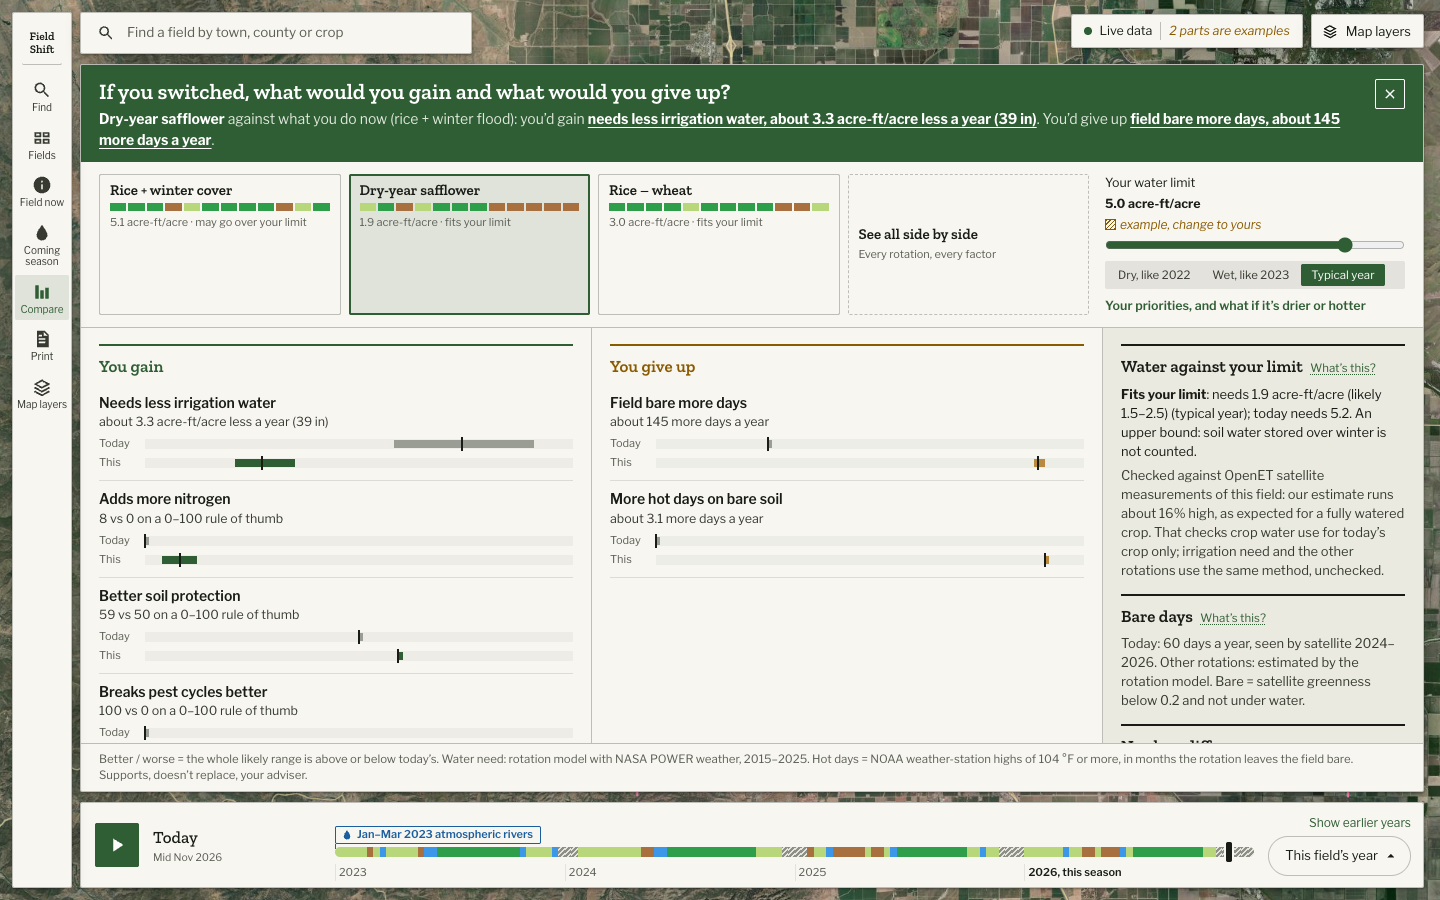 Field
Shift
Find a field by town, county or crop
Live data
2 parts are examples
Map layers
Find
Fields
Field now
Coming
season
Compare
Print
Map layers
If you switched, what would you gain and what would you give up?
Dry-year safflower against what you do now (rice + winter flood): you’d gain needs less irrigation water, about 3.3 acre-ft/acre less a year (39 in). You’d give up field bare more days, about 145
more days a year.
Rice + winter cover
5.1 acre-ft/acre · may go over your limit
Dry-year safflower
1.9 acre-ft/acre · fits your limit
Rice – wheat
3.0 acre-ft/acre · fits your limit
See all side by side
Every rotation, every factor
Your water limit
5.0 acre-ft/acre
example, change to yours
Dry, like 2022
Wet, like 2023
Typical year
Your priorities, and what if it’s drier or hotter
You gain
Needs less irrigation water
about 3.3 acre-ft/acre less a year (39 in)
Today
This
Adds more nitrogen
8 vs 0 on a 0–100 rule of thumb
Today
This
Better soil protection
59 vs 50 on a 0–100 rule of thumb
Today
This
Breaks pest cycles better
100 vs 0 on a 0–100 rule of thumb
Today
You give up
Field bare more days
about 145 more days a year
Today
This
More hot days on bare soil
about 3.1 more days a year
Today
This
Water against your limit What’s this?
Fits your limit: needs 1.9 acre-ft/acre (likely
1.5–2.5) (typical year); today needs 5.2. An
upper bound: soil water stored over winter is
not counted.
Checked against OpenET satellite
measurements of this field: our estimate runs
about 16% high, as expected for a fully watered
crop. That checks crop water use for today’s
crop only; irrigation need and the other
rotations use the same method, unchecked.
Bare days What’s this?
Today: 60 days a year, seen by satellite 2024–
2026. Other rotations: estimated by the
rotation model. Bare = satellite greenness
below 0.2 and not under water.
Better / worse = the whole likely range is above or below today’s. Water need: rotation model with NASA POWER weather, 2015–2025. Hot days = NOAA weather-station highs of 104 °F or more, in months the rotation leaves the field bare.
Supports, doesn’t replace, your adviser.
Today
Mid Nov 2026
Jan–Mar 2023 atmospheric rivers
2023
2024
2025
2026, this season
Show earlier years
This field’s year